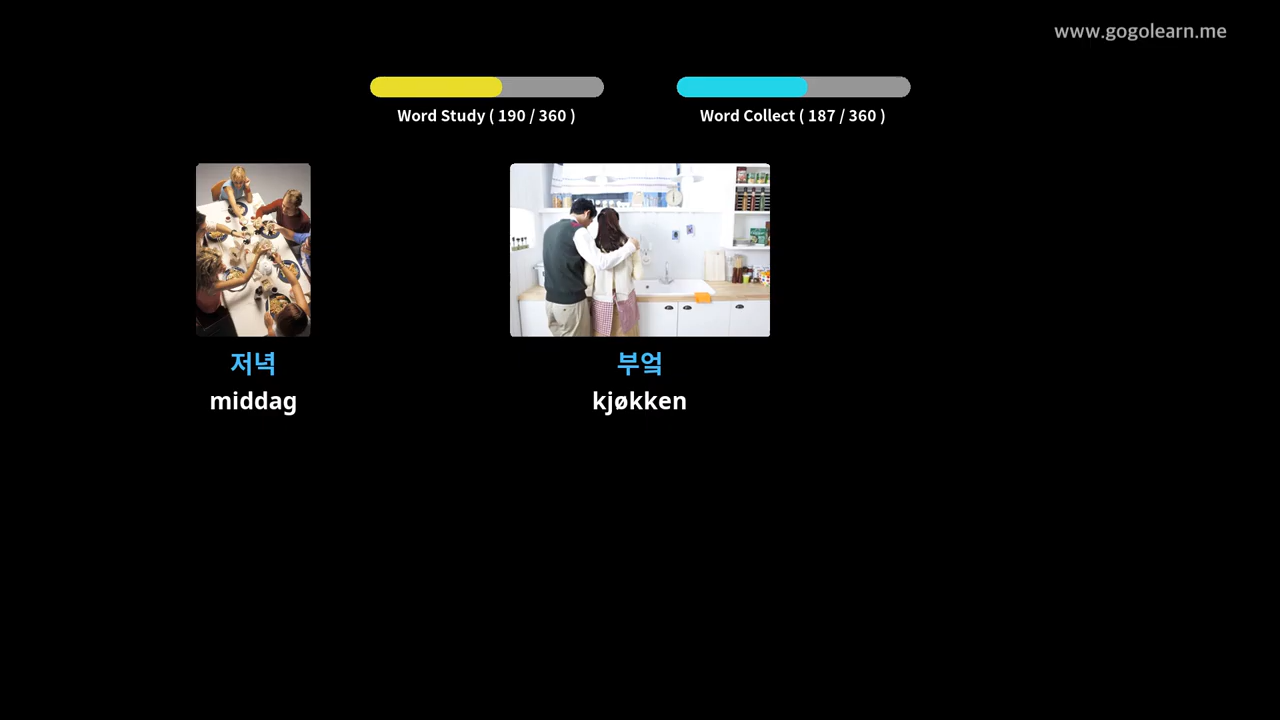 www.gogolearn.me
Word Study ( 190 / 360 )
Word Collect ( 187 / 360 )
저녁
부엌
middag
kjøkken